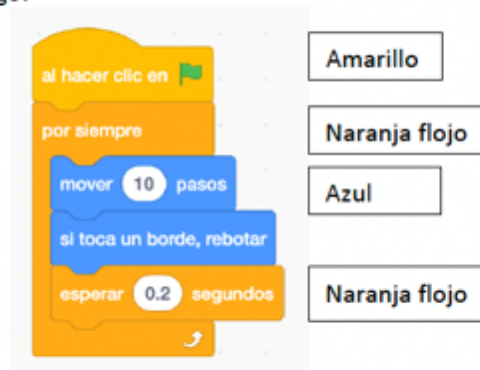 al hacer clic en
Amarillo
por siempre
Naranja flojo
mover 10 pasos
Azul
si toca un borde, rebotar
esperar 0.2 segundos
Naranja flojo